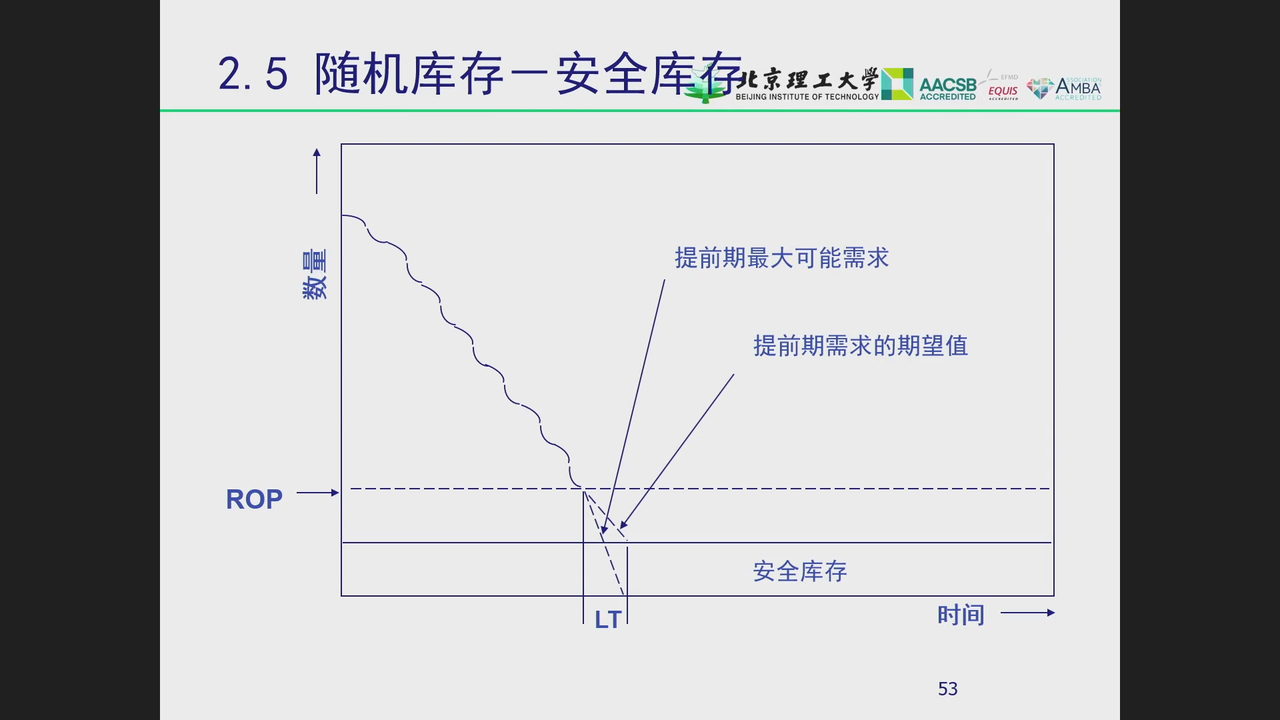 2.5 随机库存－安全库存
北京理工大学
BEIJING INSTITUTE OF TECHNOLOGY
AACSB
ACCREDITED
EFMD
EQUIS
ACCREDITED
ASSOCIATION
AMBA
ACCREDITED
数量
提前期最大可能需求
提前期需求的期望值
ROP
安全库存
LT
时间
53